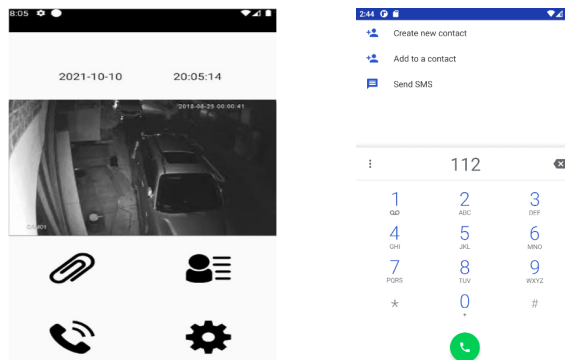 8:05
2021-10-10 20:05:14
2018-04-25 00:00:41
CAM01
2:44
Create new contact
Add to a contact
Send SMS
112
1
2 ABC
3 DEF
4 GHI
5 JKL
6 MNO
7 PQRS
8 TUV
9 WXYZ
*
0 +
#